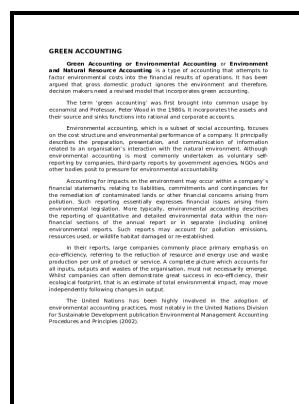 GREEN ACCOUNTING
Green Accounting or Environmental Accounting or Environment
and Natural Resource Accounting is a type of accounting that attempts to
factor environmental costs into the financial results of operations. It has been
argued that gross domestic product ignores the environment and therefore,
decision makers need a revised model that incorporates green accounting.
The term 'green accounting' was first brought into common usage by
economist and Professor, Peter Wood in the 1980s. It incorporates the assets and
their source and sinks functions into rational and corporate accounts.
Environmental accounting, which is a subset of social accounting, focuses
on the cost structure and environmental performance of a company. It principally
describes the preparation, presentation, and communication of information
related to an organisation's interaction with the natural environment. Although
environmental accounting is most commonly undertaken as voluntary self-
reporting by companies, third-party reports by government agencies, NGOs and
other bodies posit to pressure for environmental accountability.
Accounting for impacts on the environment may occur within a company's
financial statements, relating to liabilities, commitments and contingencies for
the remediation of contaminated lands or other financial concerns arising from
pollution. Such reporting essentially expresses financial issues arising from
environmental legislation. More typically, environmental accounting describes
the reporting of quantitative and detailed environmental data within the non-
financial sections of the annual report or in separate (including online)
environmental reports. Such reports may account for pollution emissions,
resources used, or wildlife habitat damaged or re-established.
In their reports, large companies commonly place primary emphasis on
eco-efficiency, referring to the reduction of resource and energy use and waste
production per unit of product or service. A complete picture which accounts for
all inputs, outputs and wastes of the organisation, must not necessarily emerge.
Whilst companies can often demonstrate great success in eco-efficiency, their
ecological footprint, that is an estimate of total environmental impact, may move
independently following changes in output.
The United Nations has been highly involved in the adoption of
environmental accounting practices, most notably in the United Nations Division
for Sustainable Development publication Environmental Management Accounting
Procedures and Principles (2002).